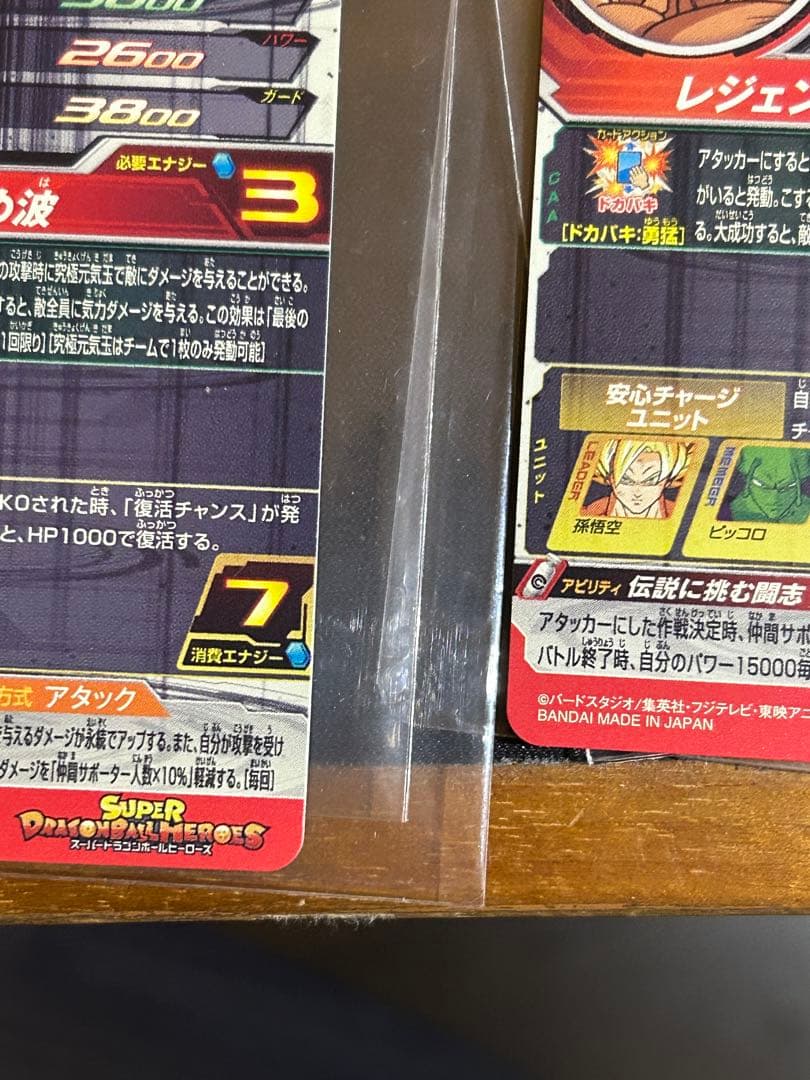 3000
パワー
2600
ガード
3800
必要エナジー
3
め波
の攻撃時に究極元気玉で敵にダメージを与えることができる。
すると、敵全員に気力ダメージを与える。この効果は「最後の
1回限り][究極元気玉はチームで1枚のみ発動可能]
KOされた時、「復活チャンス」が発
と、HP1000で復活する。
7
消費エナジー
方式 アタック
与えるダメージが永続でアップする。また、自分が攻撃を受け
ダメージを「仲間サポーター人数×10%」軽減する。[毎回]
SUPER
DRAGONBALL HEROES
スーパードラゴンボールヒーローズ
レジェン
CAA
カードアクション
ドカバキ
[ドカバキ:勇猛]
アタッカーにすると
がいると発動。こする
る。大成功すると、敵
安心チャージ
ユニット
自
チー
ユニット
LEADER
孫悟空
MEMBER
ピッコロ
アビリティ 伝説に挑む闘志
アタッカーにした作戦決定時、仲間サポ
バトル終了時、自分のパワー15000毎
©バードスタジオ/集英社・フジテレビ・東映アニ
BANDAI MADE IN JAPAN